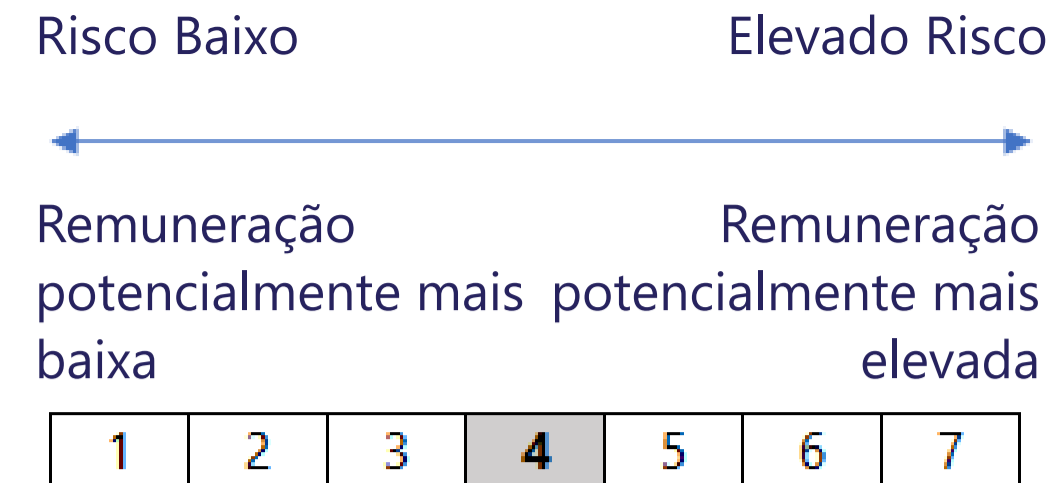 Risco Baixo Elevado Risco
Remuneração Remuneração
potencialmente mais potencialmente mais
baixa elevada
1 2 3 4 5 6 7